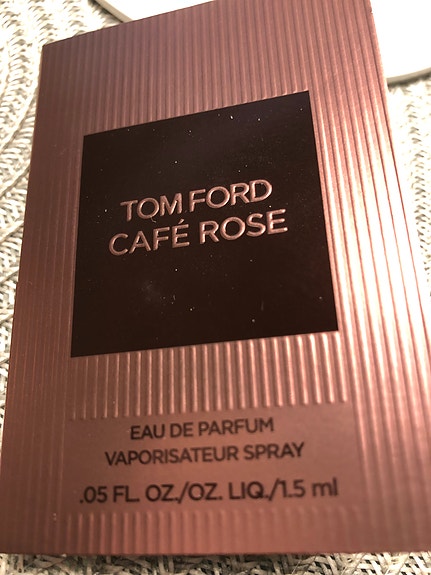 TOM FORD
CAFÉ ROSE
EAU DE PARFUM
VAPORISATEUR SPRAY
.05 FL. OZ./OZ. LIQ./1.5 ml